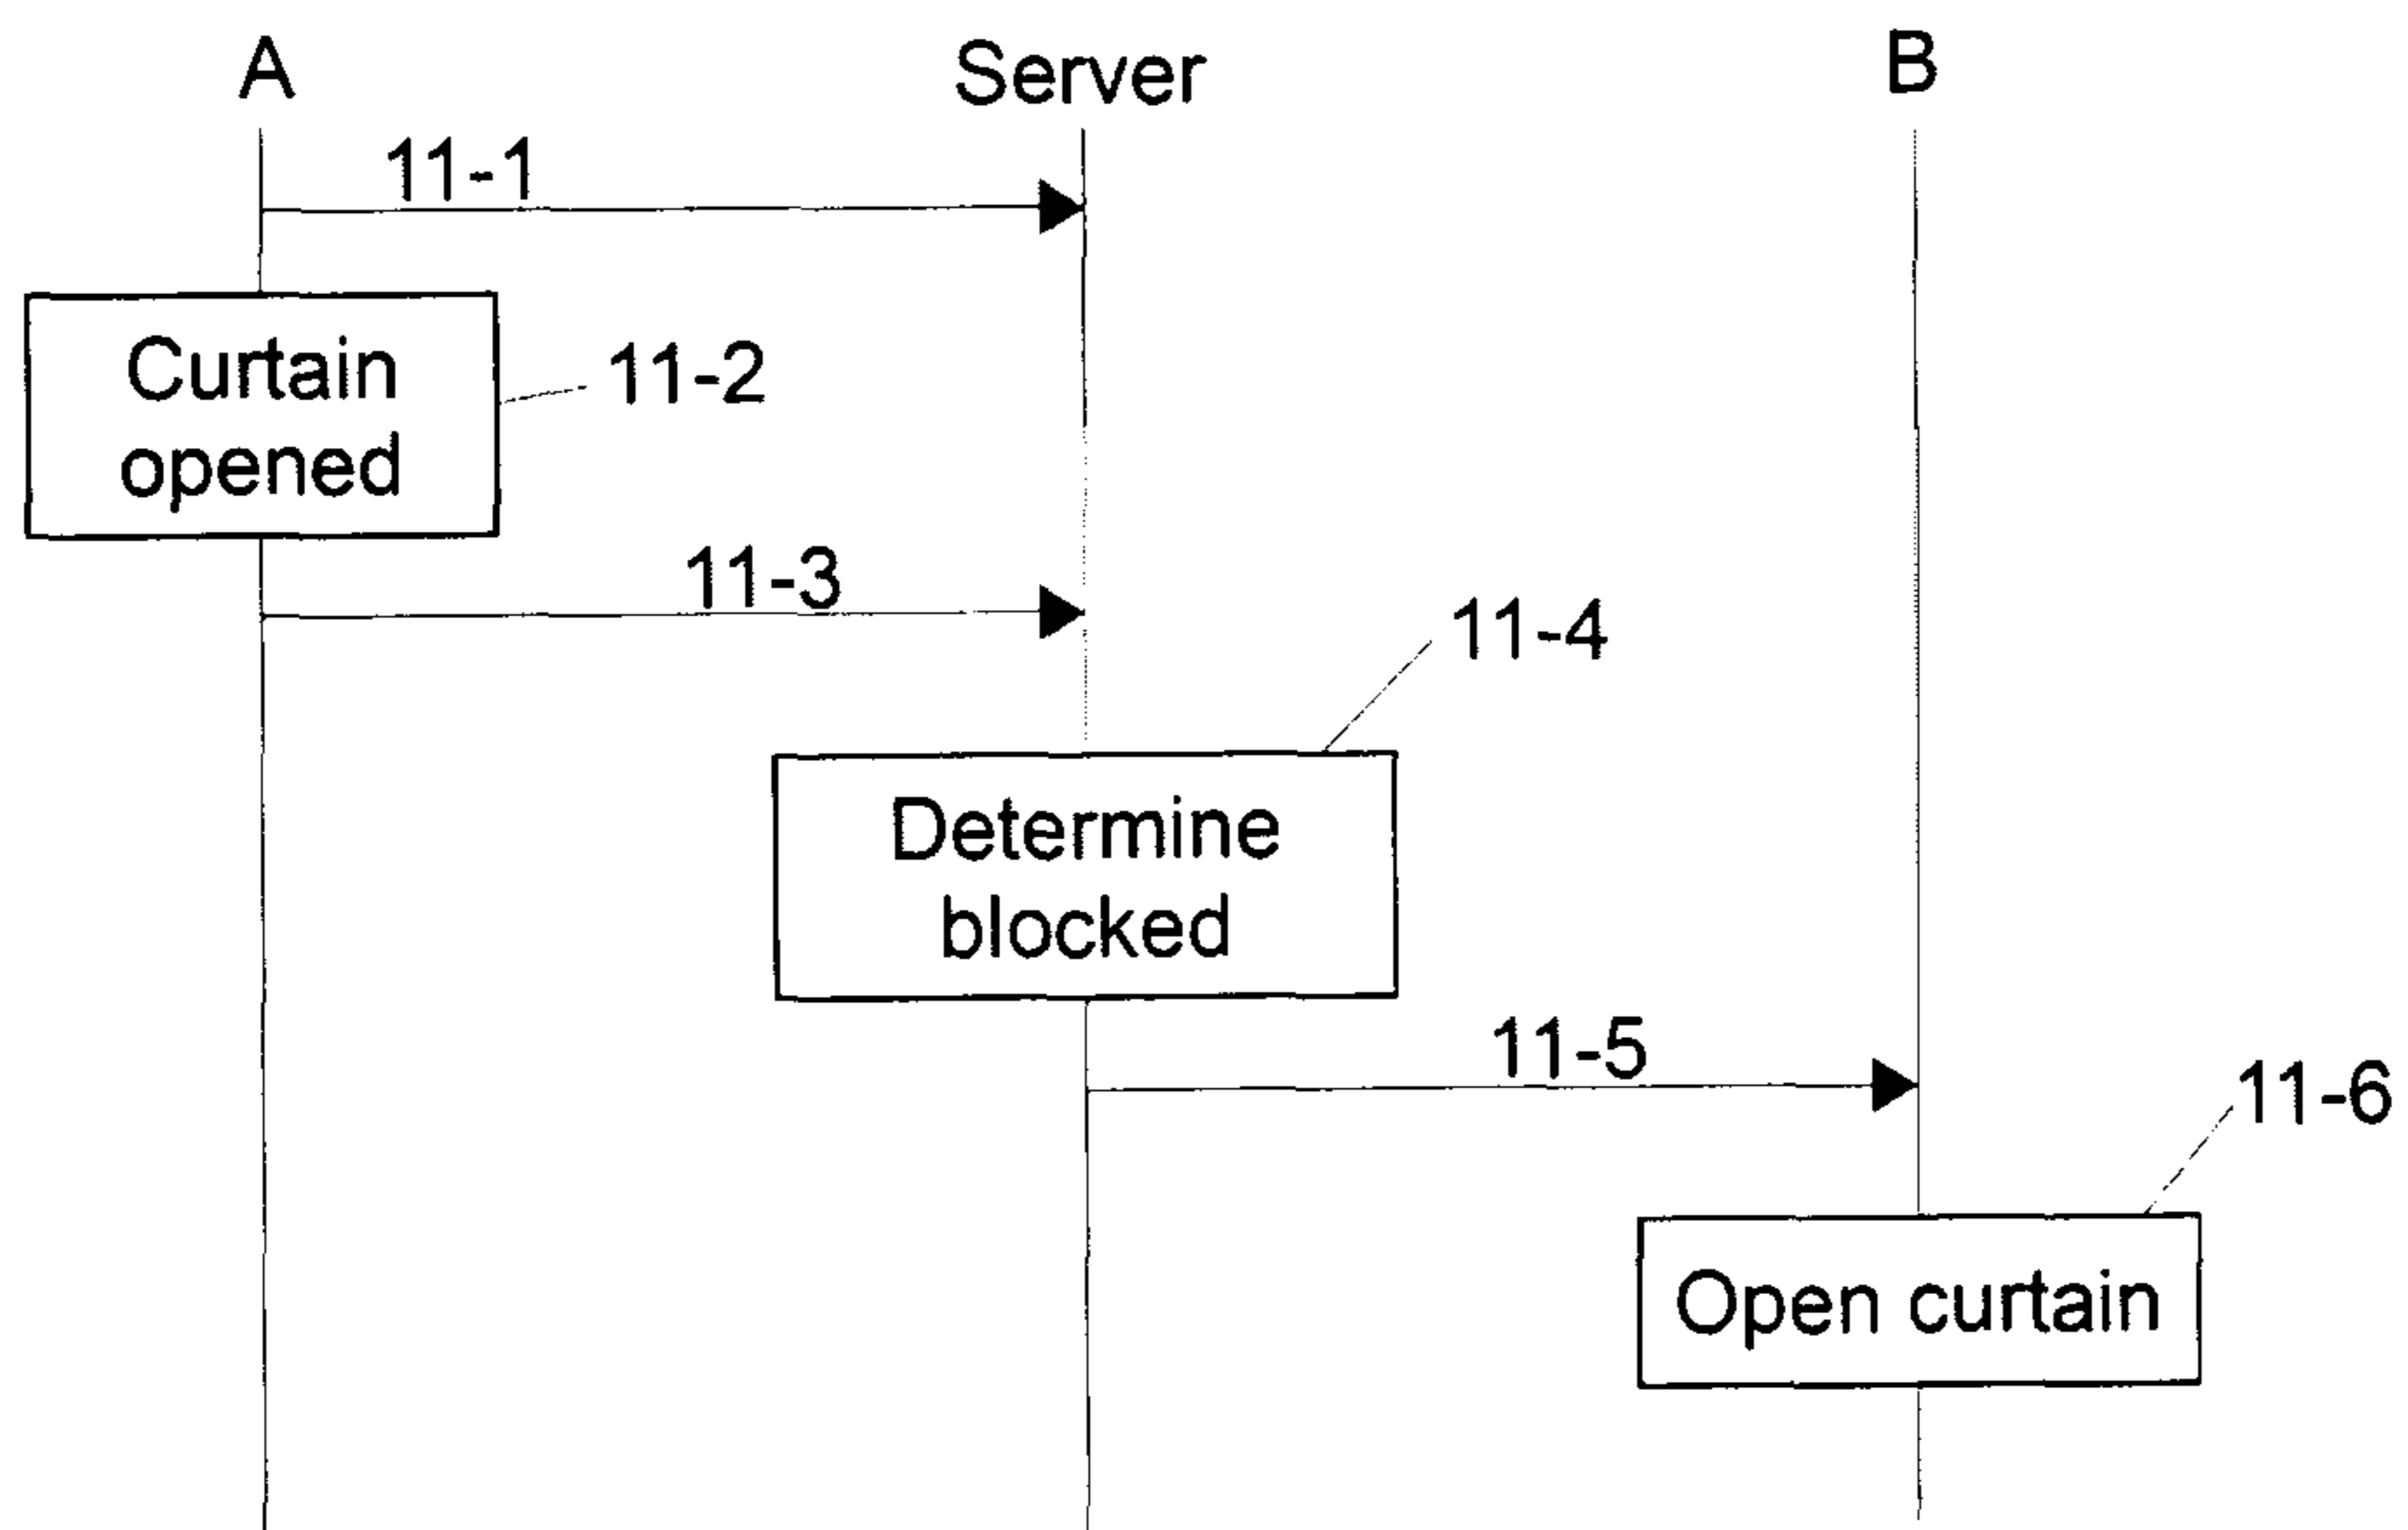 A
Server
B
11-1
Curtain
opened
11-2
11-3
11-4
Determine
blocked
11-5
11-6
Open curtain